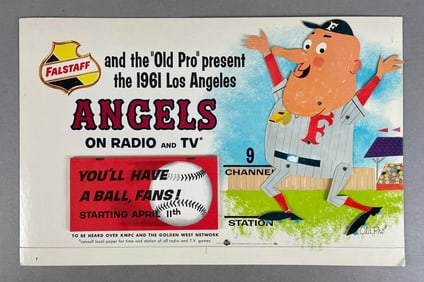 FALSTAFF
and the "Old Pro" present
the 1961 Los Angeles
ANGELS
ON RADIO AND TV*
YOU'LL HAVE
A BALL, FANS!
STARTING APRIL 11th
9
CHANNEL
STATION
TO BE HEARD OVER KMPC AND THE GOLDEN WEST NETWORK
*consult local paper for time and station of all radio and T.V. games
F
F